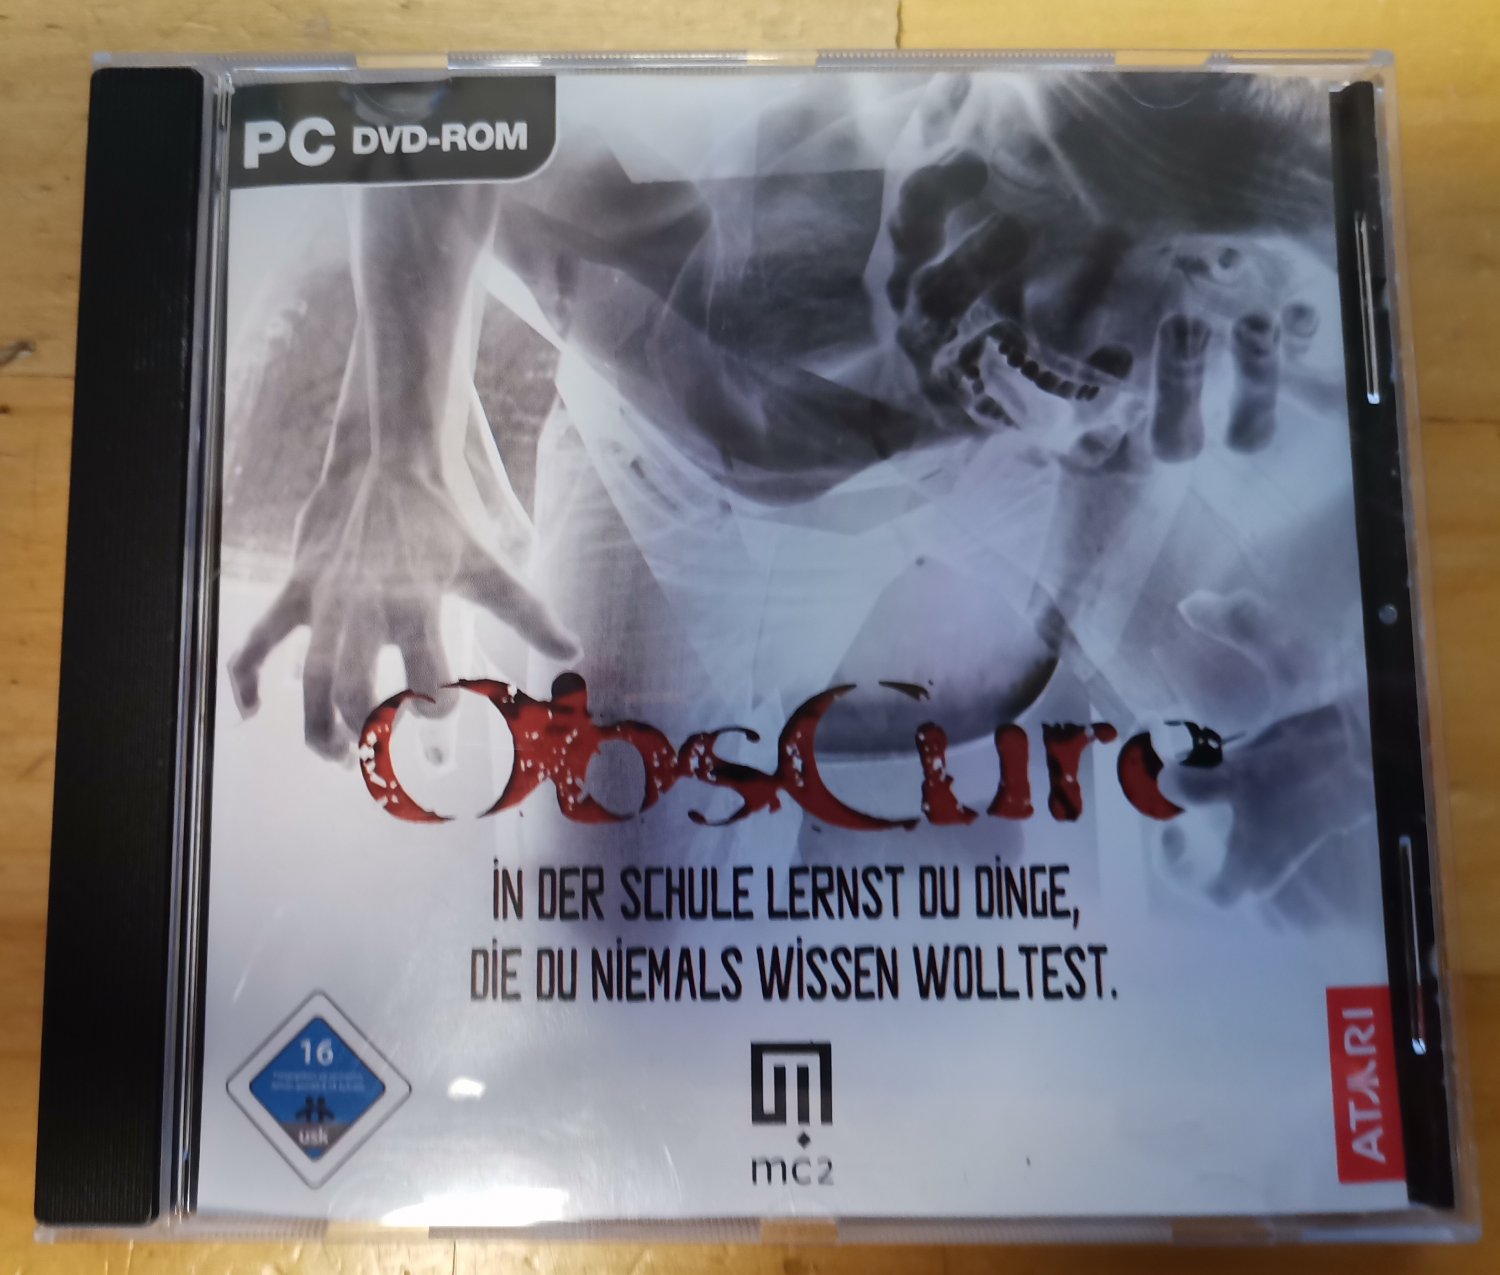 PC DVD-ROM
ObsCure
iN DER SCHULE LERNST DU DiNGE,
DiE DU NiEMALS WiSSEN WOLLTEST.
16
usk
mc2
ATARI